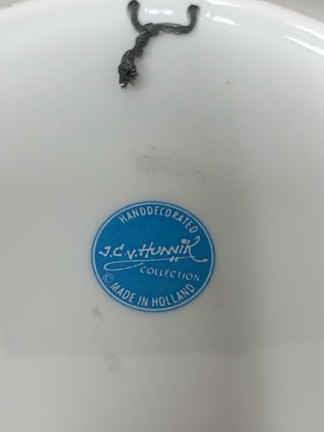 HANDDECORATED
J.C.v.HUNNIK
COLLECTION
© MADE IN HOLLAND